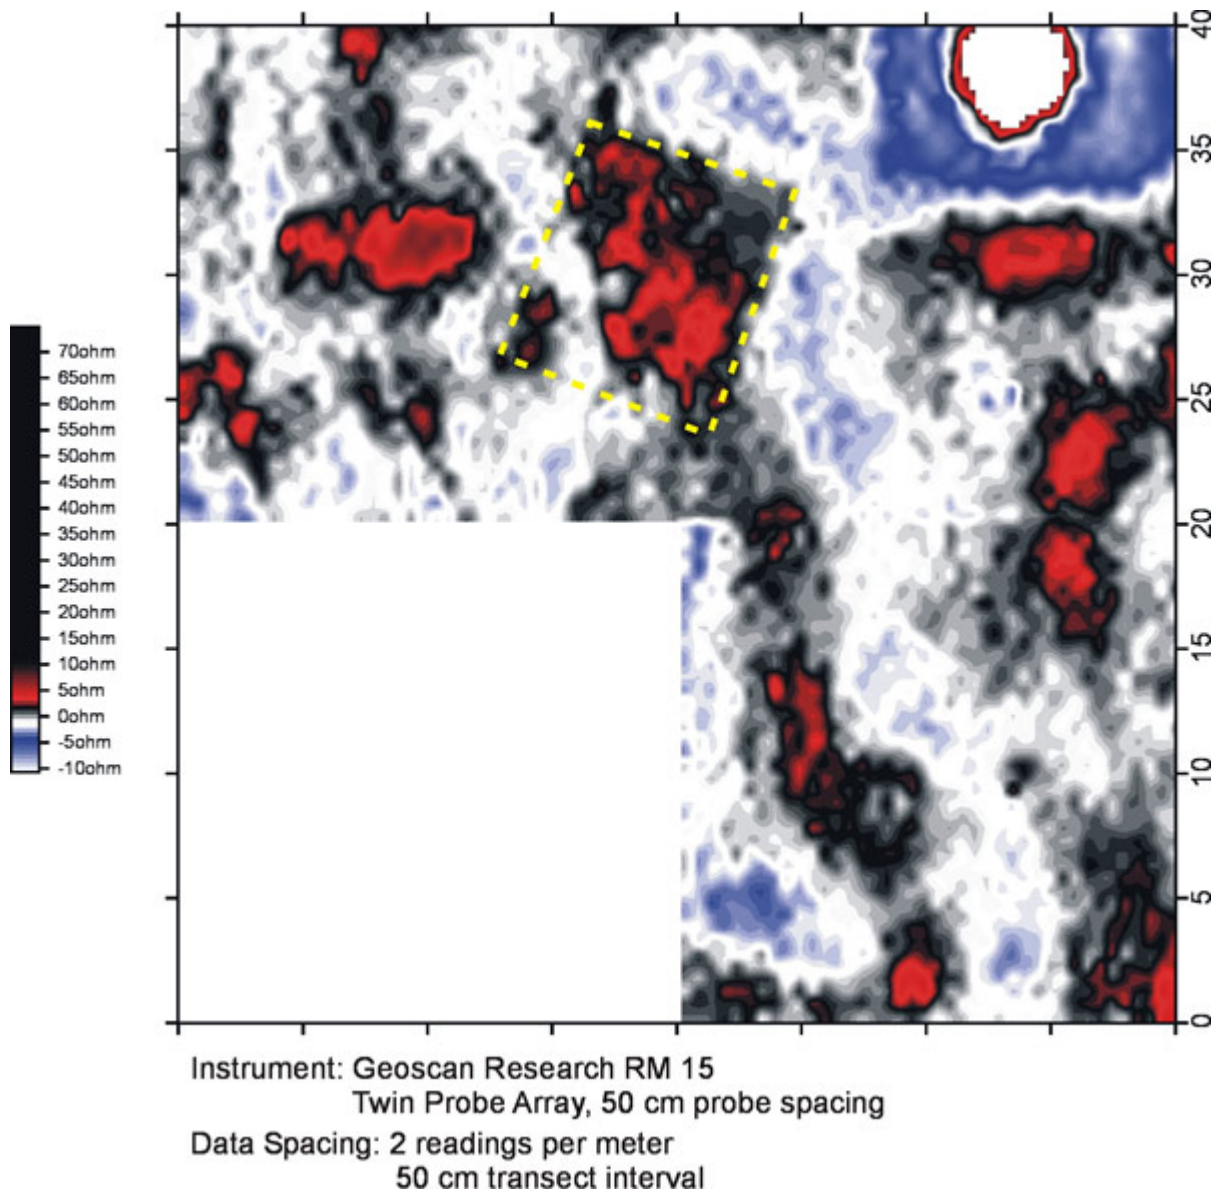 40
35
30
25
20
15
10
5
0
70ohm
65ohm
60ohm
55ohm
50ohm
45ohm
40ohm
35ohm
30ohm
25ohm
20ohm
15ohm
10ohm
5ohm
0ohm
-5ohm
-10ohm
Instrument: Geoscan Research RM 15
Twin Probe Array, 50 cm probe spacing
Data Spacing: 2 readings per meter
50 cm transect interval